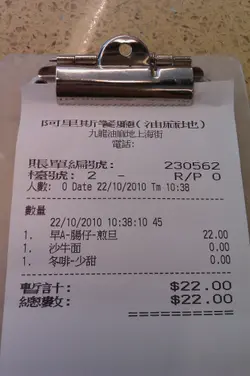 阿里斯餐廳(油麻地)
九龍油麻地上海街
電話:
賬單編號: 230562
檯號: 2 - R/P 0
人數: 0 Date 22/10/2010 Tm 10:38
數量
22/10/2010 10:38:10 45
1. 早A-腸仔-煎旦 22.00
1. 沙牛面 0.00
1. 冬啡-少甜 0.00
暫計: $22.00
總數: $22.00